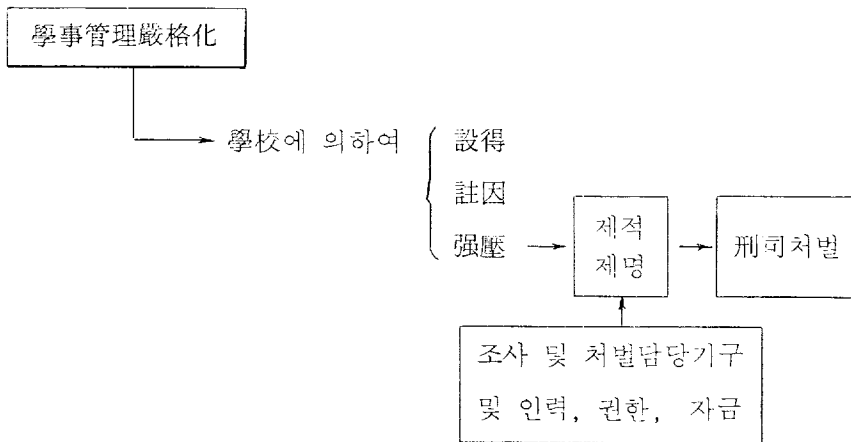 學事管理嚴格化
學校에 의하여
說得
註因
强壓
제적
제명
刑司처벌
조사 및 처벌담당기구
및 인력, 권한, 자금